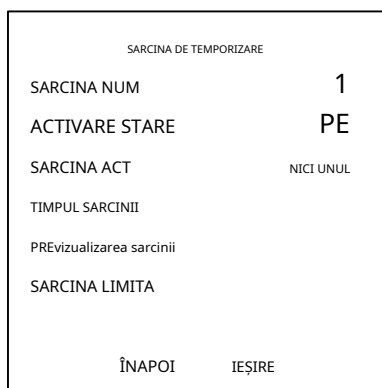 SARCINA DE TEMPORIZARE
SARCINA NUM 1
ACTIVARE STARE PE
SARCINA ACT NICI UNUL
TIMPUL SARCINII
PREvizualizarea sarcinii
SARCINA LIMITA
ÎNAPOI IEȘIRE